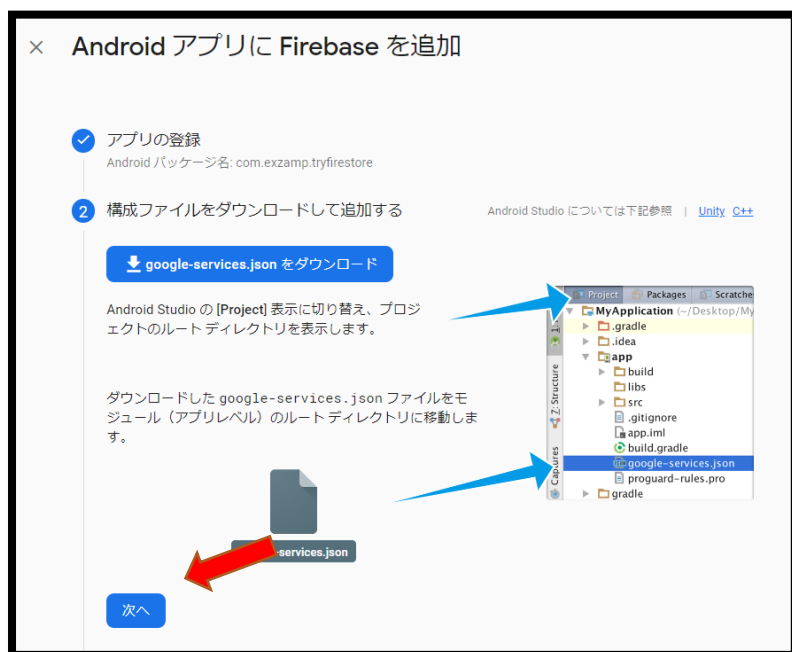 × Android アプリに Firebase を追加
アプリの登録
Android パッケージ名: com.exzamp.tryfirestore
2 構成ファイルをダウンロードして追加する
Android Studio については下記参照 | Unity C++
google-services.json をダウンロード
Android Studio の [Project] 表示に切り替え、プロジ
ェクトのルート ディレクトリを表示します。
ダウンロードした google-services.json ファイルをモ
ジュール（アプリレベル）のルート ディレクトリに移動しま
す。
-services.json
次へ
Project Packages Scratche
MyApplication (~/Desktop/My
.gradle
.idea
app
build
libs
src
.gitignore
app.iml
build.gradle
google-services.json
proguard-rules.pro
gradle
Z: Structure
Captures